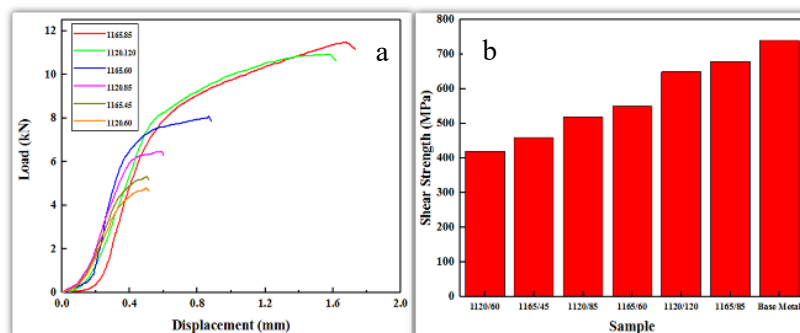 a
1165.85
1120.120
1165.60
1120.85
1165.45
1120.60
Load (kN)
12
10
8
6
4
2
0
0.0 0.4 0.8 1.2 1.6 2.0
Displacement (mm)
b
Shear Strength (MPa)
800
700
600
500
400
300
200
100
0
1120/60 1165/45 1120/85 1165/60 1120/120 1165/85 Base Metal
Sample